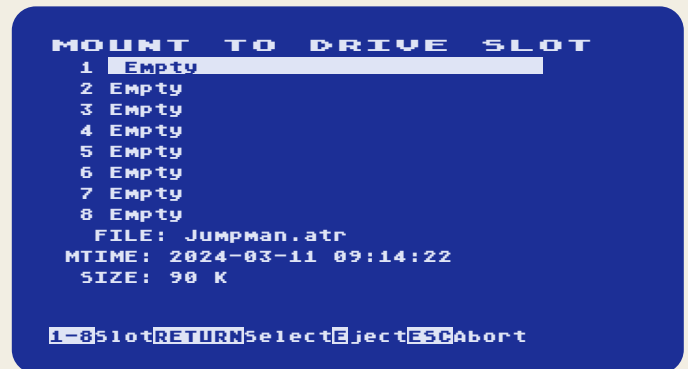 MOUNT TO DRIVE SLOT
1 Empty
2 Empty
3 Empty
4 Empty
5 Empty
6 Empty
7 Empty
8 Empty
FILE: Jumpman.atr
MTIME: 2024-03-11 09:14:22
SIZE: 90 K
1-8SlotRETURNSelectEjectESCAbort